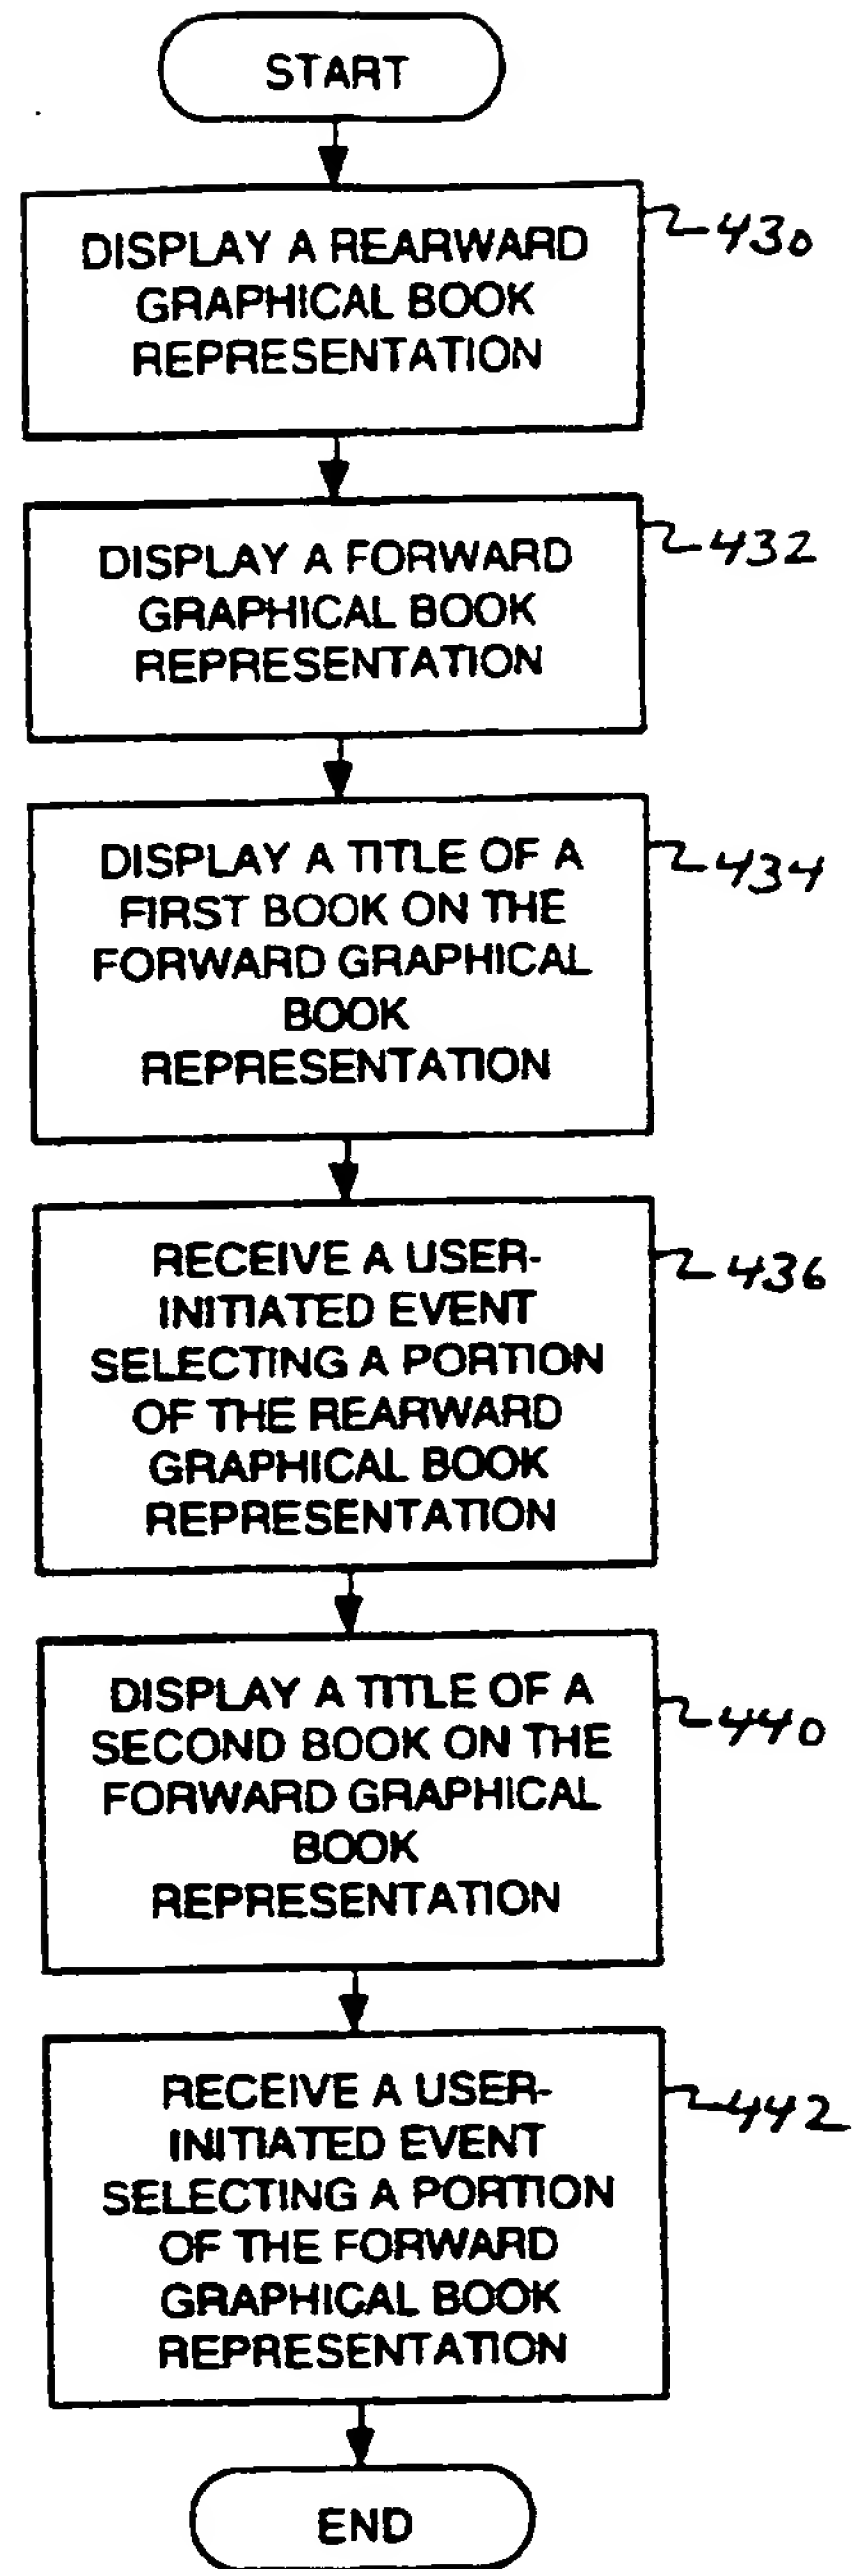 START
DISPLAY A REARWARD
GRAPHICAL BOOK
REPRESENTATION
430
DISPLAY A FORWARD
GRAPHICAL BOOK
REPRESENTATION
432
DISPLAY A TITLE OF A
FIRST BOOK ON THE
FORWARD GRAPHICAL
BOOK
REPRESENTATION
434
RECEIVE A USER-
INITIATED EVENT
SELECTING A PORTION
OF THE REARWARD
GRAPHICAL BOOK
REPRESENTATION
436
DISPLAY A TITLE OF A
SECOND BOOK ON THE
FORWARD GRAPHICAL
BOOK
REPRESENTATION
440
RECEIVE A USER-
INITIATED EVENT
SELECTING A PORTION
OF THE FORWARD
GRAPHICAL BOOK
REPRESENTATION
442
END